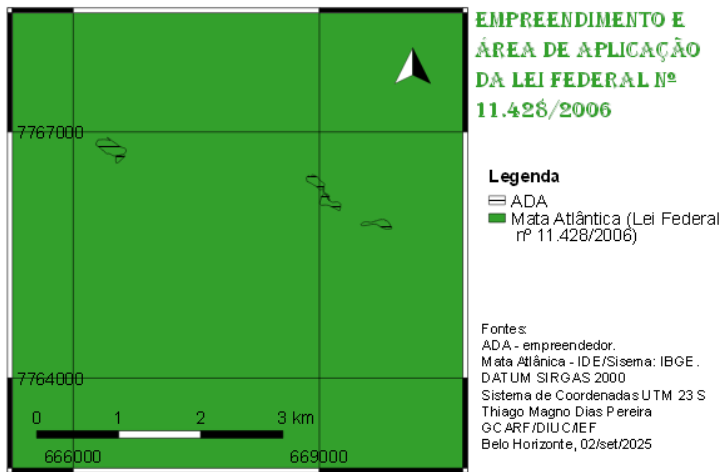 EMPREENDIMENTO E
ÁREA DE APLICAÇÃO
DA LEI FEDERAL Nº
11.428/2006
7767000
7764000
0 1 2 3 km
666000 669000
Legenda
ADA
Mata Atlântica (Lei Federal
nº 11.428/2006)
Fontes:
ADA - empreendedor.
Mata Atlânica - IDE/Sisema: IBGE.
DATUM SIRGAS 2000
Sistema de Coordenadas UTM 23 S
Thiago Magno Dias Pereira
GCARF/DIUC/IEF
Belo Horizonte, 02/set/2025